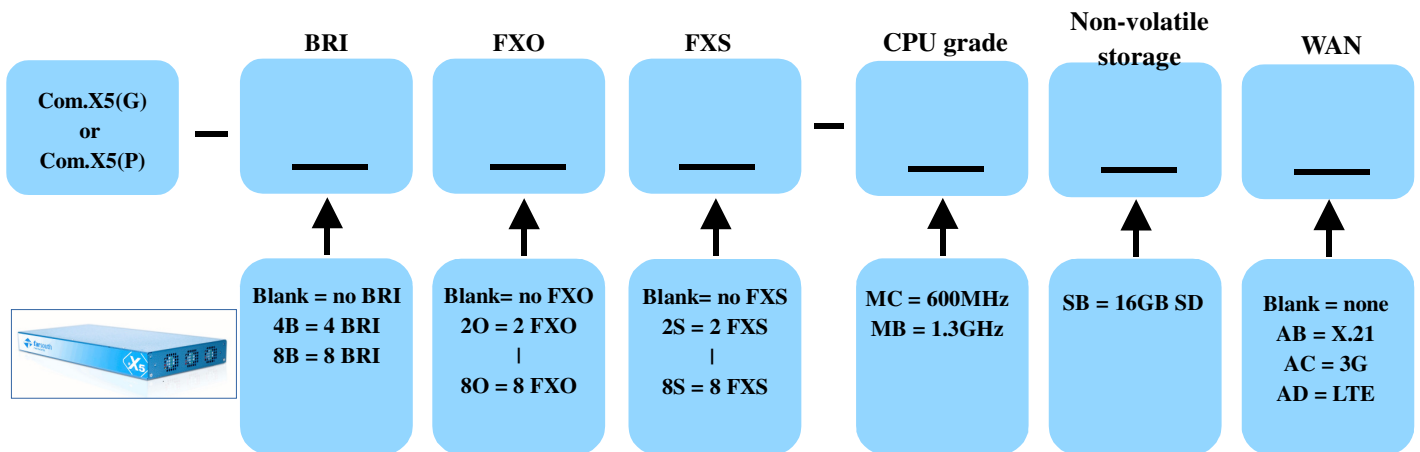 BRI
FXO
FXS
CPU grade
Non-volatile
storage
WAN
Com.X5(G)
or
Com.X5(P)
Blank = no BRI
4B = 4 BRI
8B = 8 BRI
Blank= no FXO
2O = 2 FXO
8O = 8 FXO
Blank= no FXS
2S = 2 FXS
8S = 8 FXS
MC = 600MHz
MB = 1.3GHz
SB = 16GB SD
Blank = none
AB = X.21
AC = 3G
AD = LTE
farsouth
X5